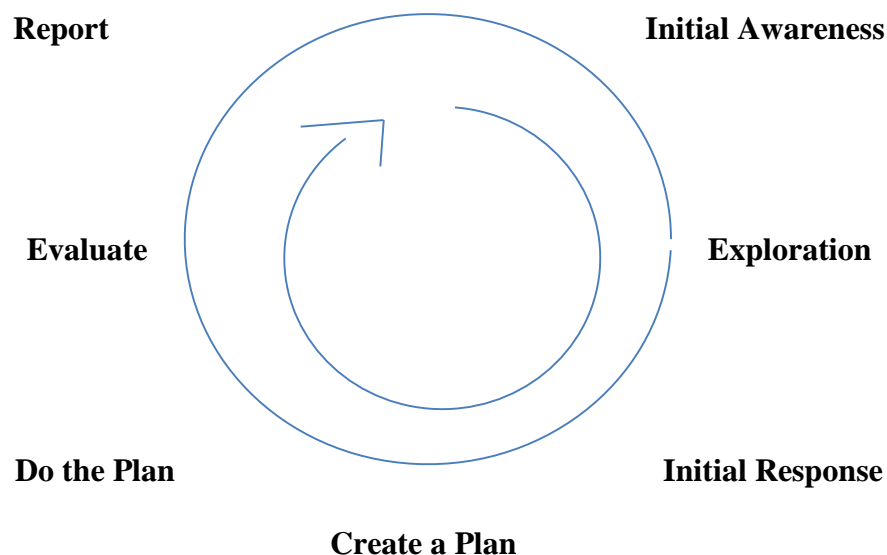 Report
Initial Awareness
Evaluate
Exploration
Do the Plan
Initial Response
Create a Plan